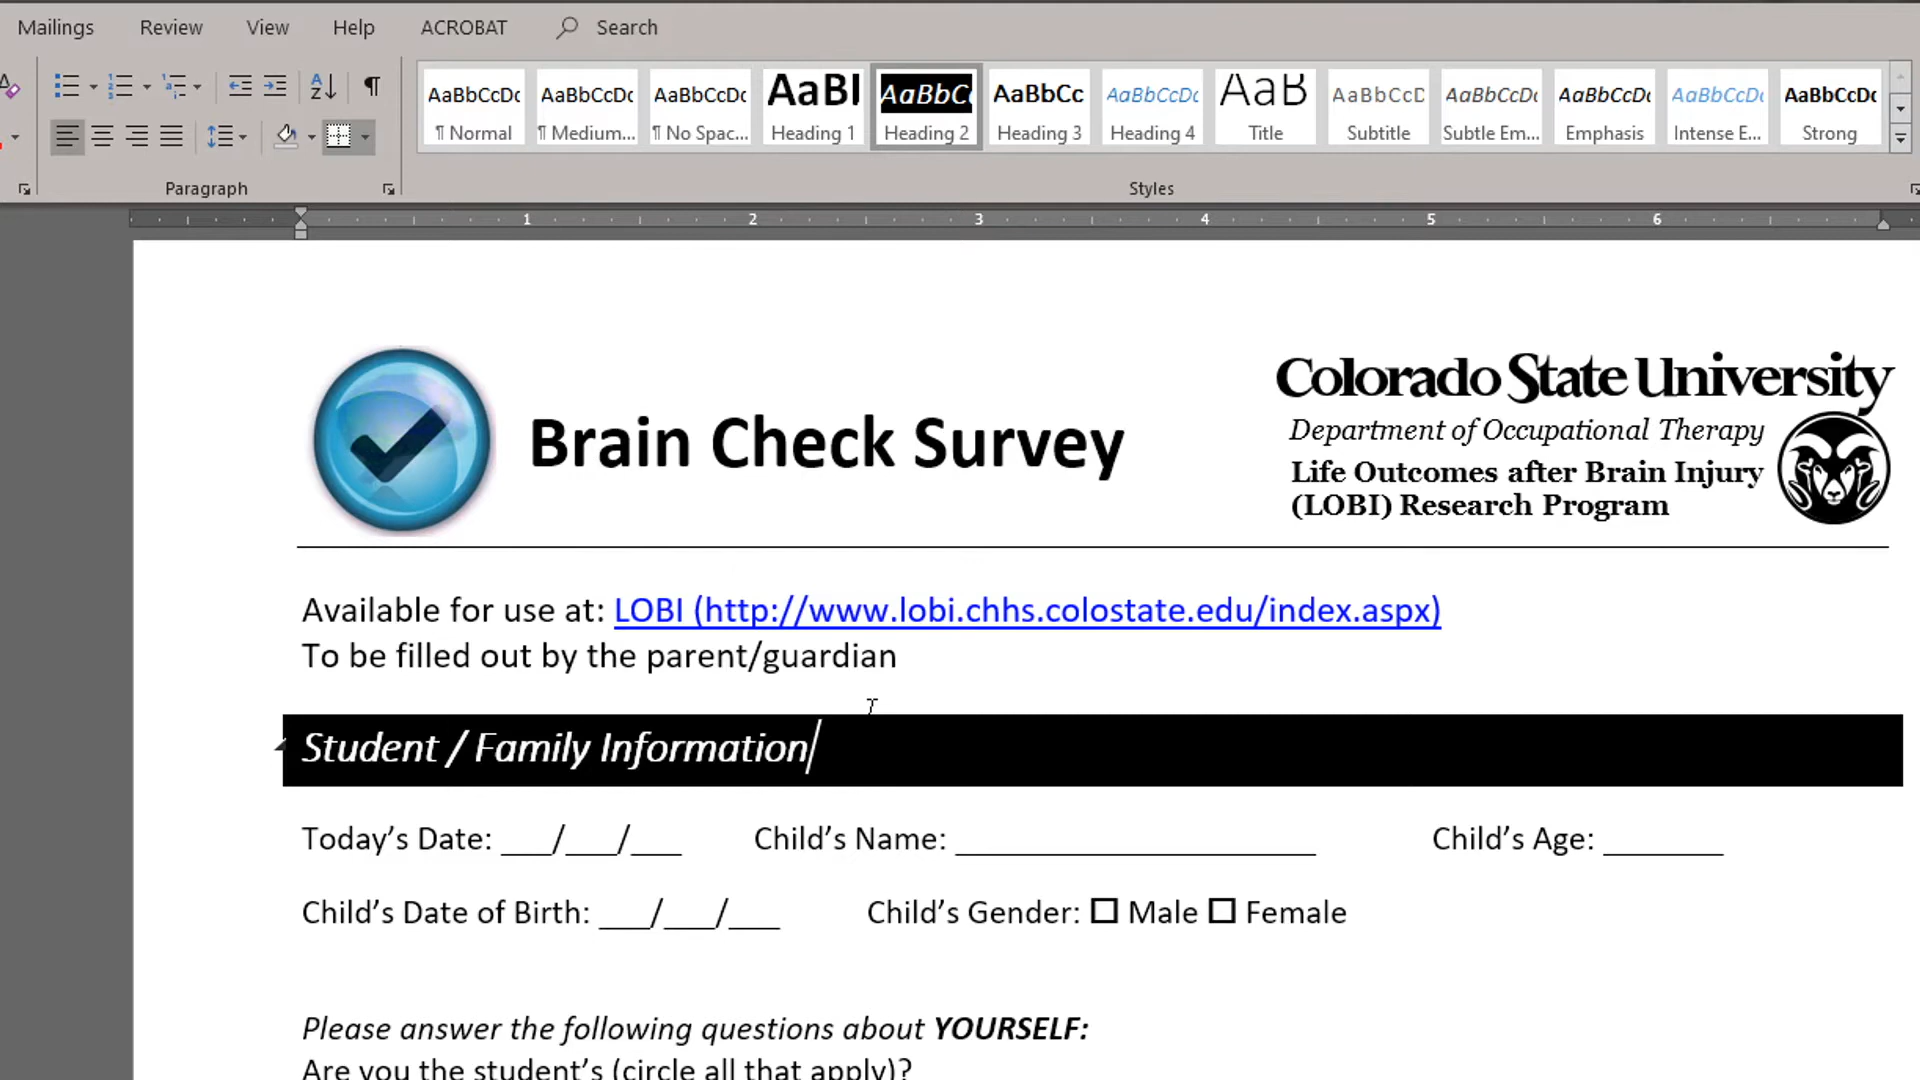 Mailings Review View Help ACROBAT Search
AaBbCcDc AaBbCcDc AaBbCcDc AaBl AaBbCc AaBbCc AaBbCcDc AaB AaBbCcD AaBbCcDc AaBbCcDc AaBbCcDc AaBbCcDc
¶ Normal ¶ Medium... ¶ No Spac... Heading 1 Heading 2 Heading 3 Heading 4 Title Subtitle Subtle Em... Emphasis Intense E... Strong
Paragraph Styles
1 2 3 4 5 6
Brain Check Survey
Colorado State University
Department of Occupational Therapy
Life Outcomes after Brain Injury
(LOBI) Research Program
Available for use at: LOBI (http://www.lobi.chhs.colostate.edu/index.aspx)
To be filled out by the parent/guardian
Student / Family Information
Today’s Date: ___/___/___ Child’s Name: _____________________ Child’s Age: _______
Child’s Date of Birth: ___/___/___ Child’s Gender: ☐ Male ☐ Female
Please answer the following questions about YOURSELF:
Are you the student’s (circle all that apply)?